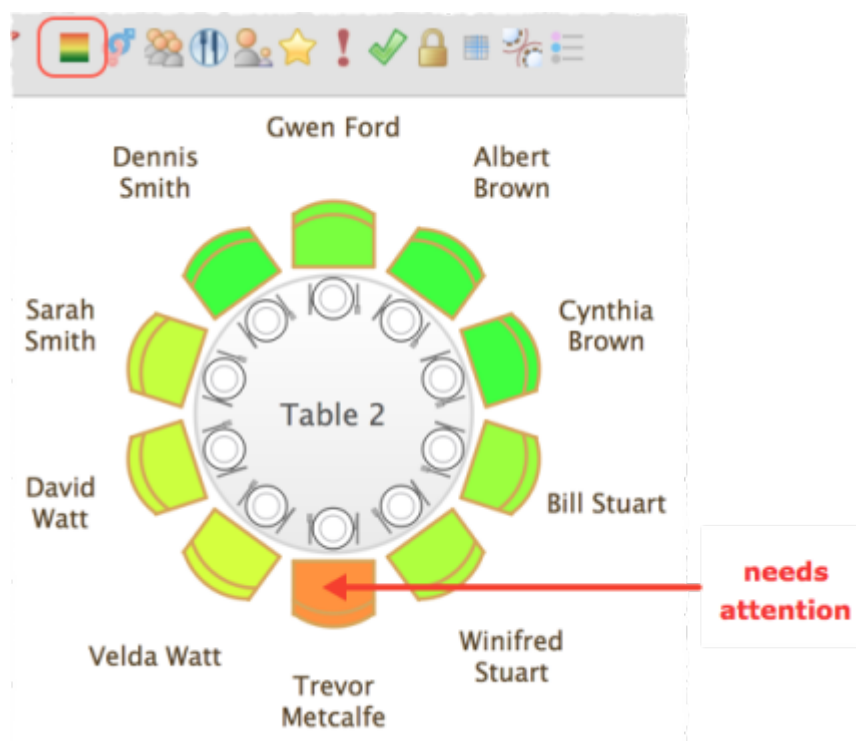 Gwen Ford
Dennis
Smith
Albert
Brown
Sarah
Smith
Cynthia
Brown
Table 2
David
Watt
Bill Stuart
needs
attention
Velda Watt
Winifred
Stuart
Trevor
Metcalfe